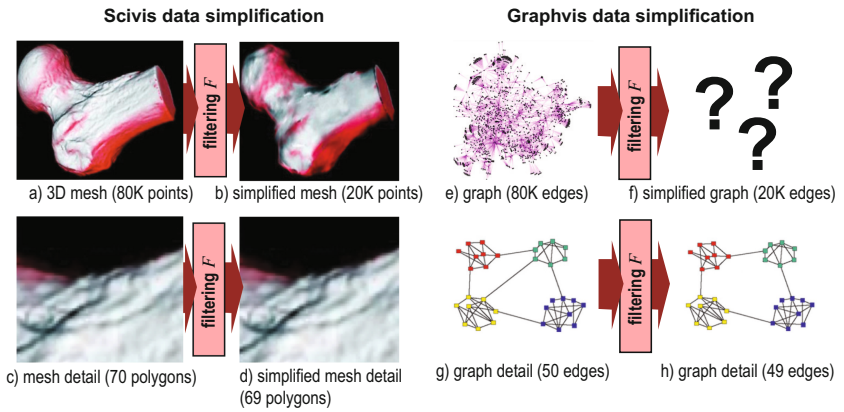 Scivis data simplification
Graphvis data simplification
filtering F
filtering F
?
?
?
a) 3D mesh (80K points)
b) simplified mesh (20K points)
e) graph (80K edges)
f) simplified graph (20K edges)
filtering F
filtering F
c) mesh detail (70 polygons)
d) simplified mesh detail
(69 polygons)
g) graph detail (50 edges)
h) graph detail (49 edges)